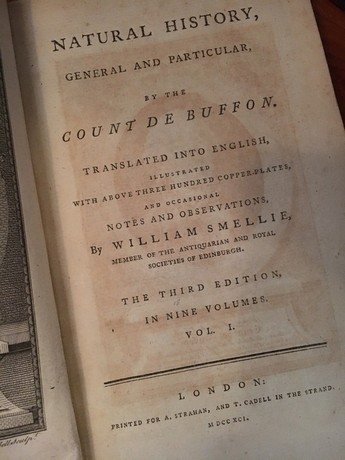 NATURAL HISTORY,
GENERAL AND PARTICULAR,
BY THE
COUNT DE BUFFON.
TRANSLATED INTO ENGLISH,
ILLUSTRATED
WITH ABOVE THREE HUNDRED COPPER-PLATES,
AND OCCASIONAL
NOTES AND OBSERVATIONS,
By WILLIAM SMELLIE,
MEMBER OF THE ANTIQUARIAN AND ROYAL
SOCIETIES OF EDINBURGH.
THE THIRD EDITION,
IN NINE VOLUMES.
VOL. I.
LONDON:
PRINTED FOR A. STRAHAN, AND T. CADELL IN THE STRAND.
MDCCXCI.